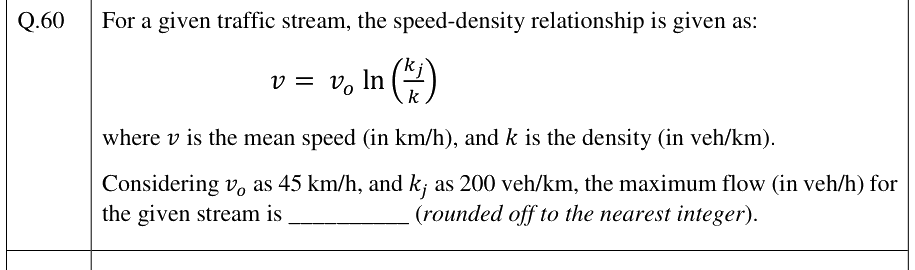 Q.60 For a given traffic stream, the speed-density relationship is given as:
v = v_o ln (k_j / k)
where v is the mean speed (in km/h), and k is the density (in veh/km).
Considering v_o as 45 km/h, and k_j as 200 veh/km, the maximum flow (in veh/h) for
the given stream is __________ (rounded off to the nearest integer).